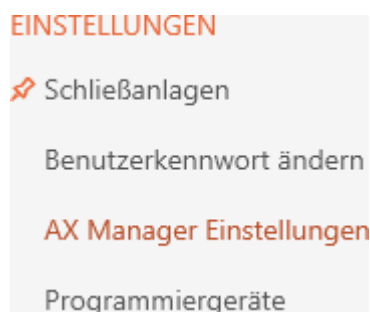 EINSTELLUNGEN
Schließanlagen
Benutzerkennwort ändern
AX Manager Einstellungen
Programmiergeräte